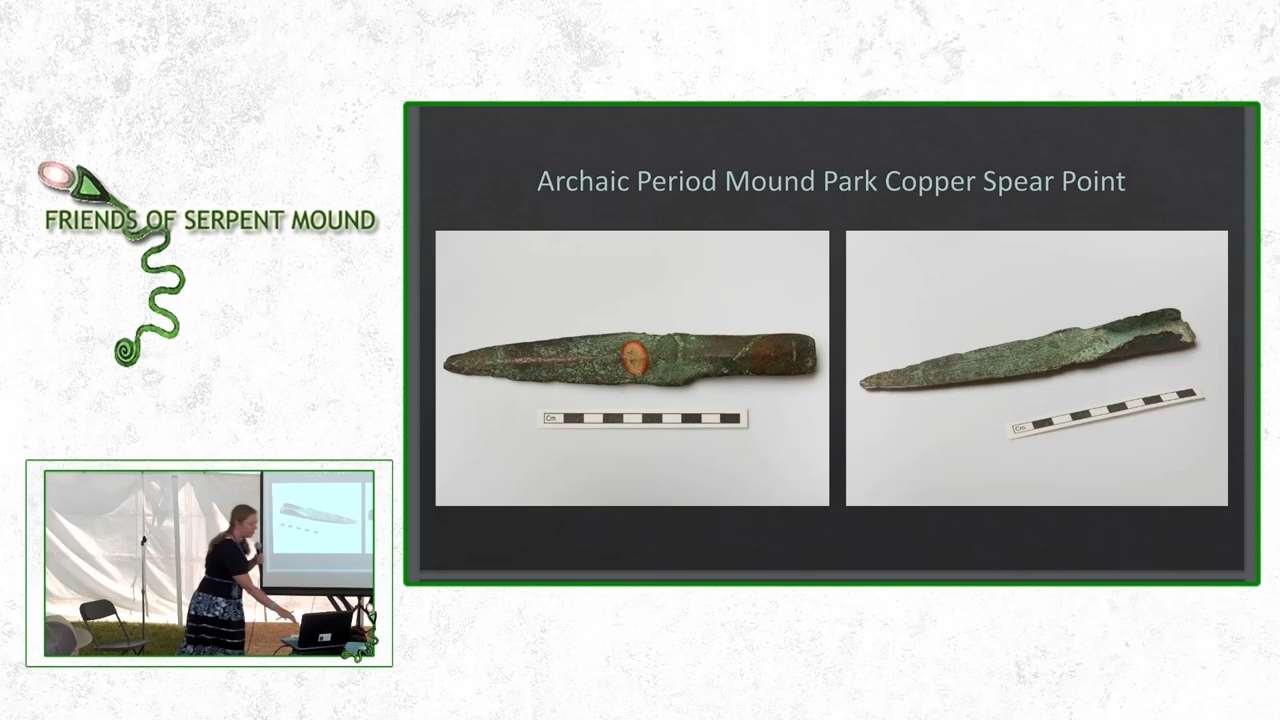 FRIENDS OF SERPENT MOUND
Archaic Period Mound Park Copper Spear Point
Cm
Cm